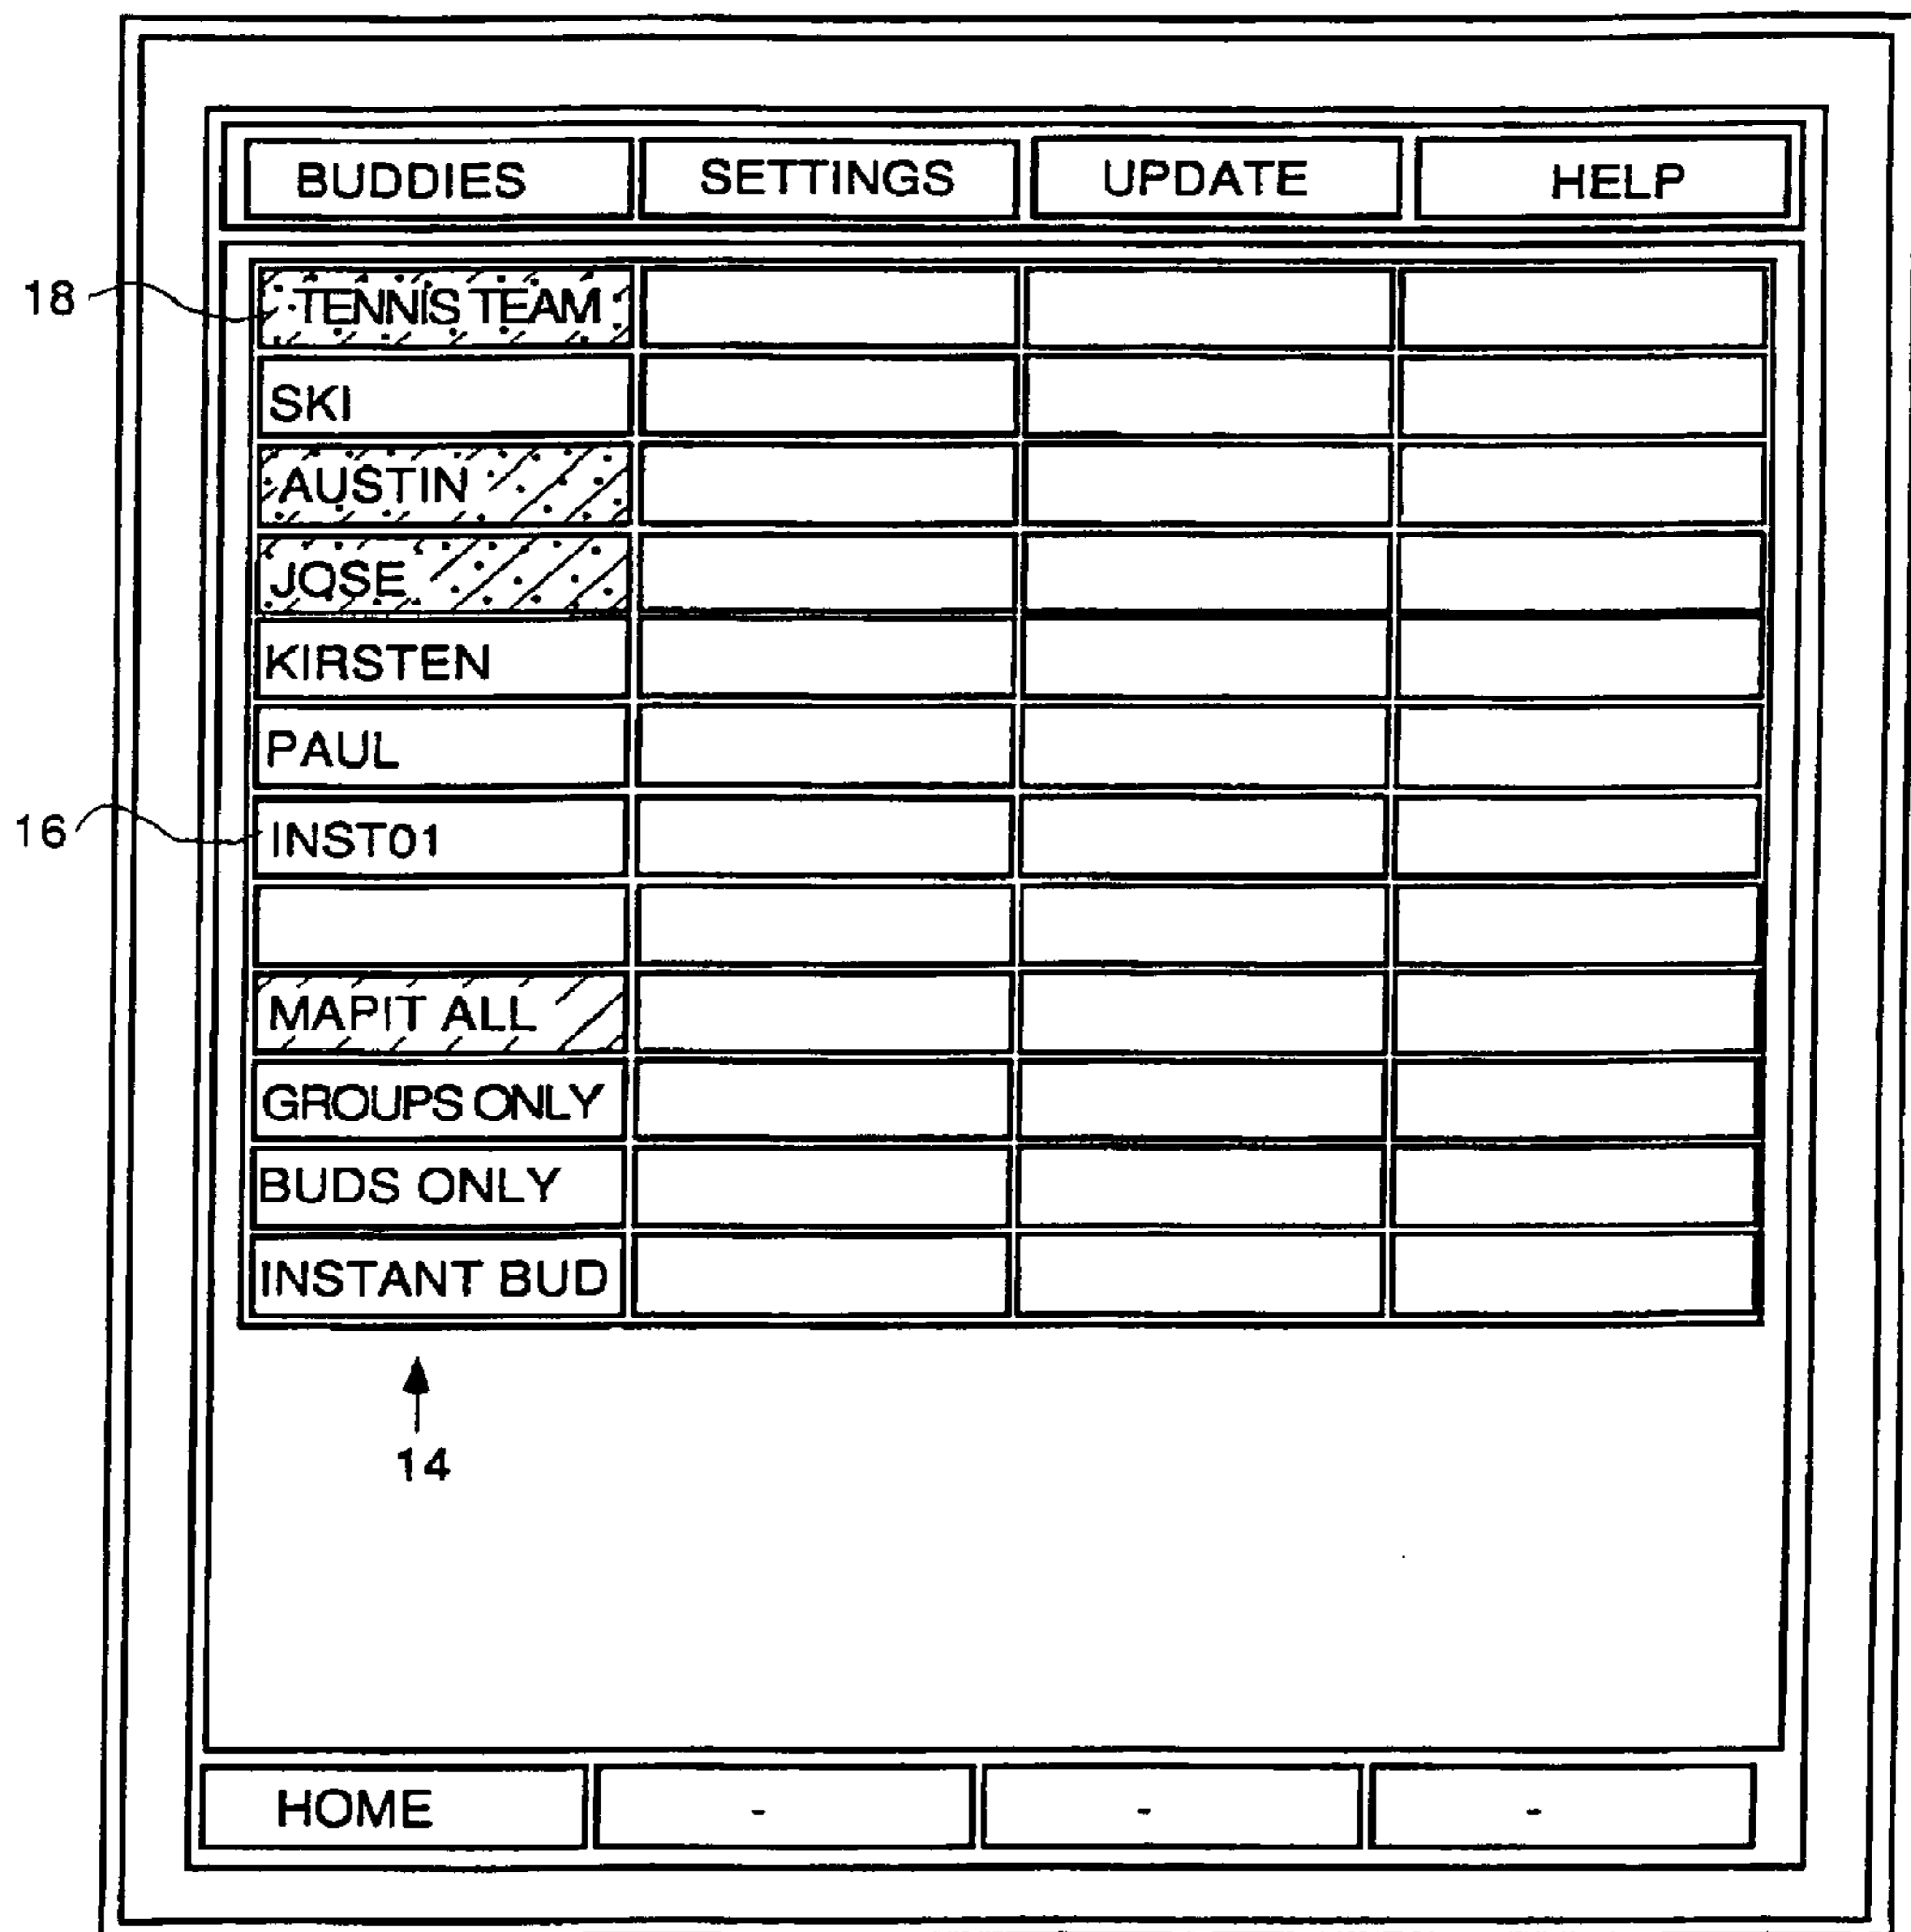 BUDDIES SETTINGS UPDATE HELP
18 TENNIS TEAM
SKI
AUSTIN
JOSE
KIRSTEN
PAUL
16 INST01
MAPIT ALL
GROUPS ONLY
BUDS ONLY
INSTANT BUD
14
HOME - - -